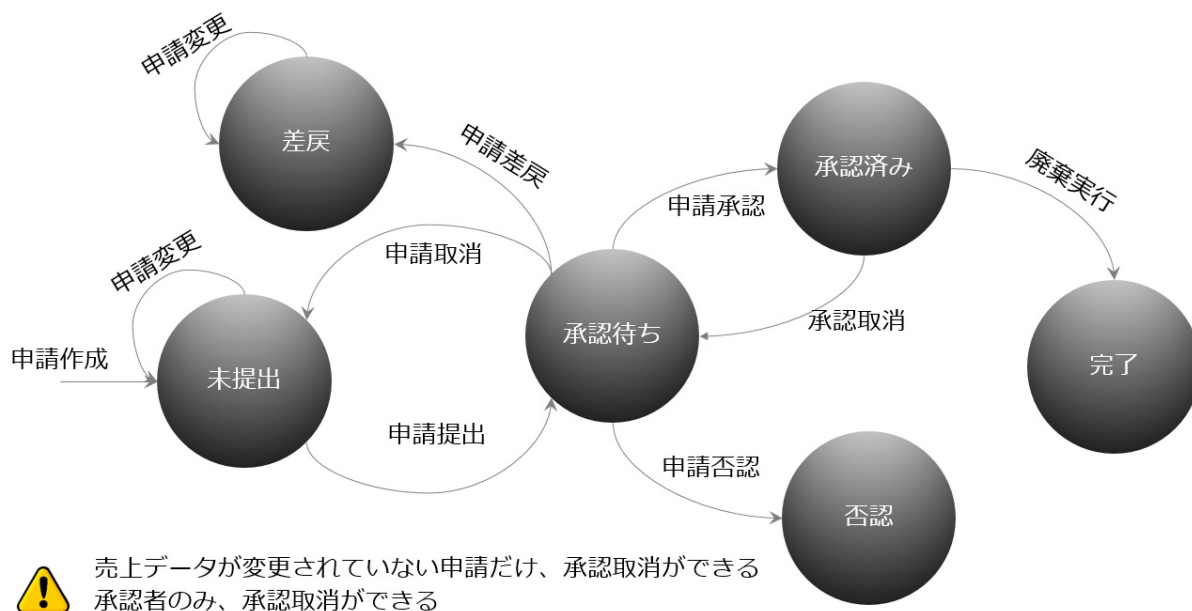 申請変更
差戻
申請差戻
承認済み
廃棄実行
申請承認
申請取消
申請変更
承認待ち
承認取消
申請作成
未提出
完了
申請提出
申請否認
否認
売上データが変更されていない申請だけ、承認取消ができる
承認者のみ、承認取消ができる